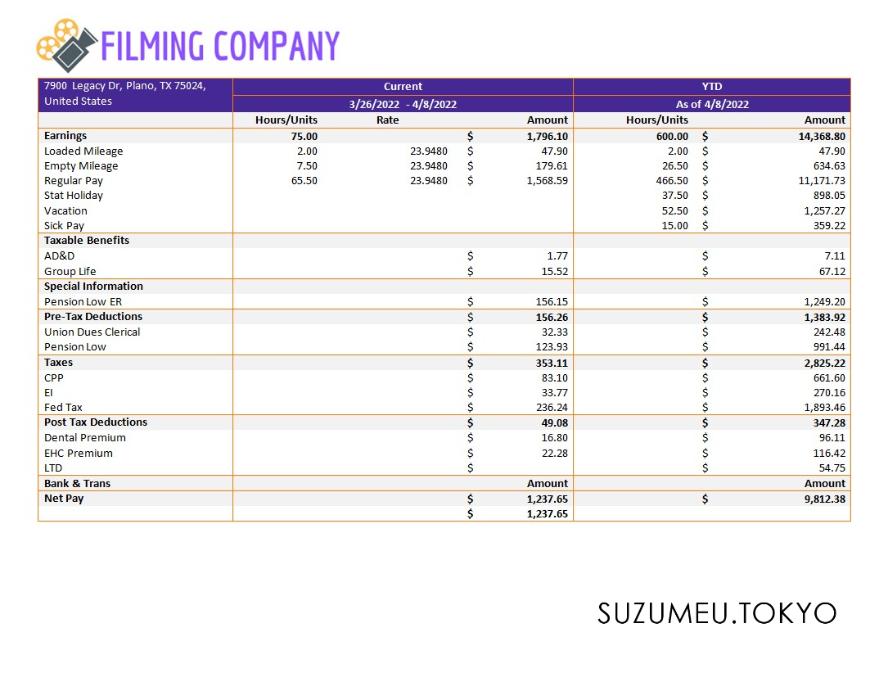 FILMING COMPANY
7900 Legacy Dr, Plano, TX 75024, Current YTD
United States 3/26/2022 - 4/8/2022 As of 4/8/2022
Hours/Units Rate Amount Hours/Units Amount
Earnings 75.00 $ 1,796.10 600.00 $ 14,368.80
Loaded Mileage 2.00 23.9480 $ 47.90 2.00 $ 47.90
Empty Mileage 7.50 23.9480 $ 179.61 26.50 $ 634.63
Regular Pay 65.50 23.9480 $ 1,568.59 466.50 $ 11,171.73
Stat Holiday 37.50 $ 898.05
Vacation 52.50 $ 1,257.27
Sick Pay 15.00 $ 359.22
Taxable Benefits
AD&D $ 1.77 $ 7.11
Group Life $ 15.52 $ 67.12
Special Information
Pension Low ER $ 156.15 $ 1,249.20
Pre-Tax Deductions $ 156.26 $ 1,383.92
Union Dues Clerical $ 32.33 $ 242.48
Pension Low $ 123.93 $ 991.44
Taxes $ 353.11 $ 2,825.22
CPP $ 83.10 $ 661.60
EI $ 33.77 $ 270.16
Fed Tax $ 236.24 $ 1,893.46
Post Tax Deductions $ 49.08 $ 347.28
Dental Premium $ 16.80 $ 96.11
EHC Premium $ 22.28 $ 116.42
LTD $ $ 54.75
Bank & Trans Amount Amount
Net Pay $ 1,237.65 $ 9,812.38
$ 1,237.65
SUZUMEU.TOKYO